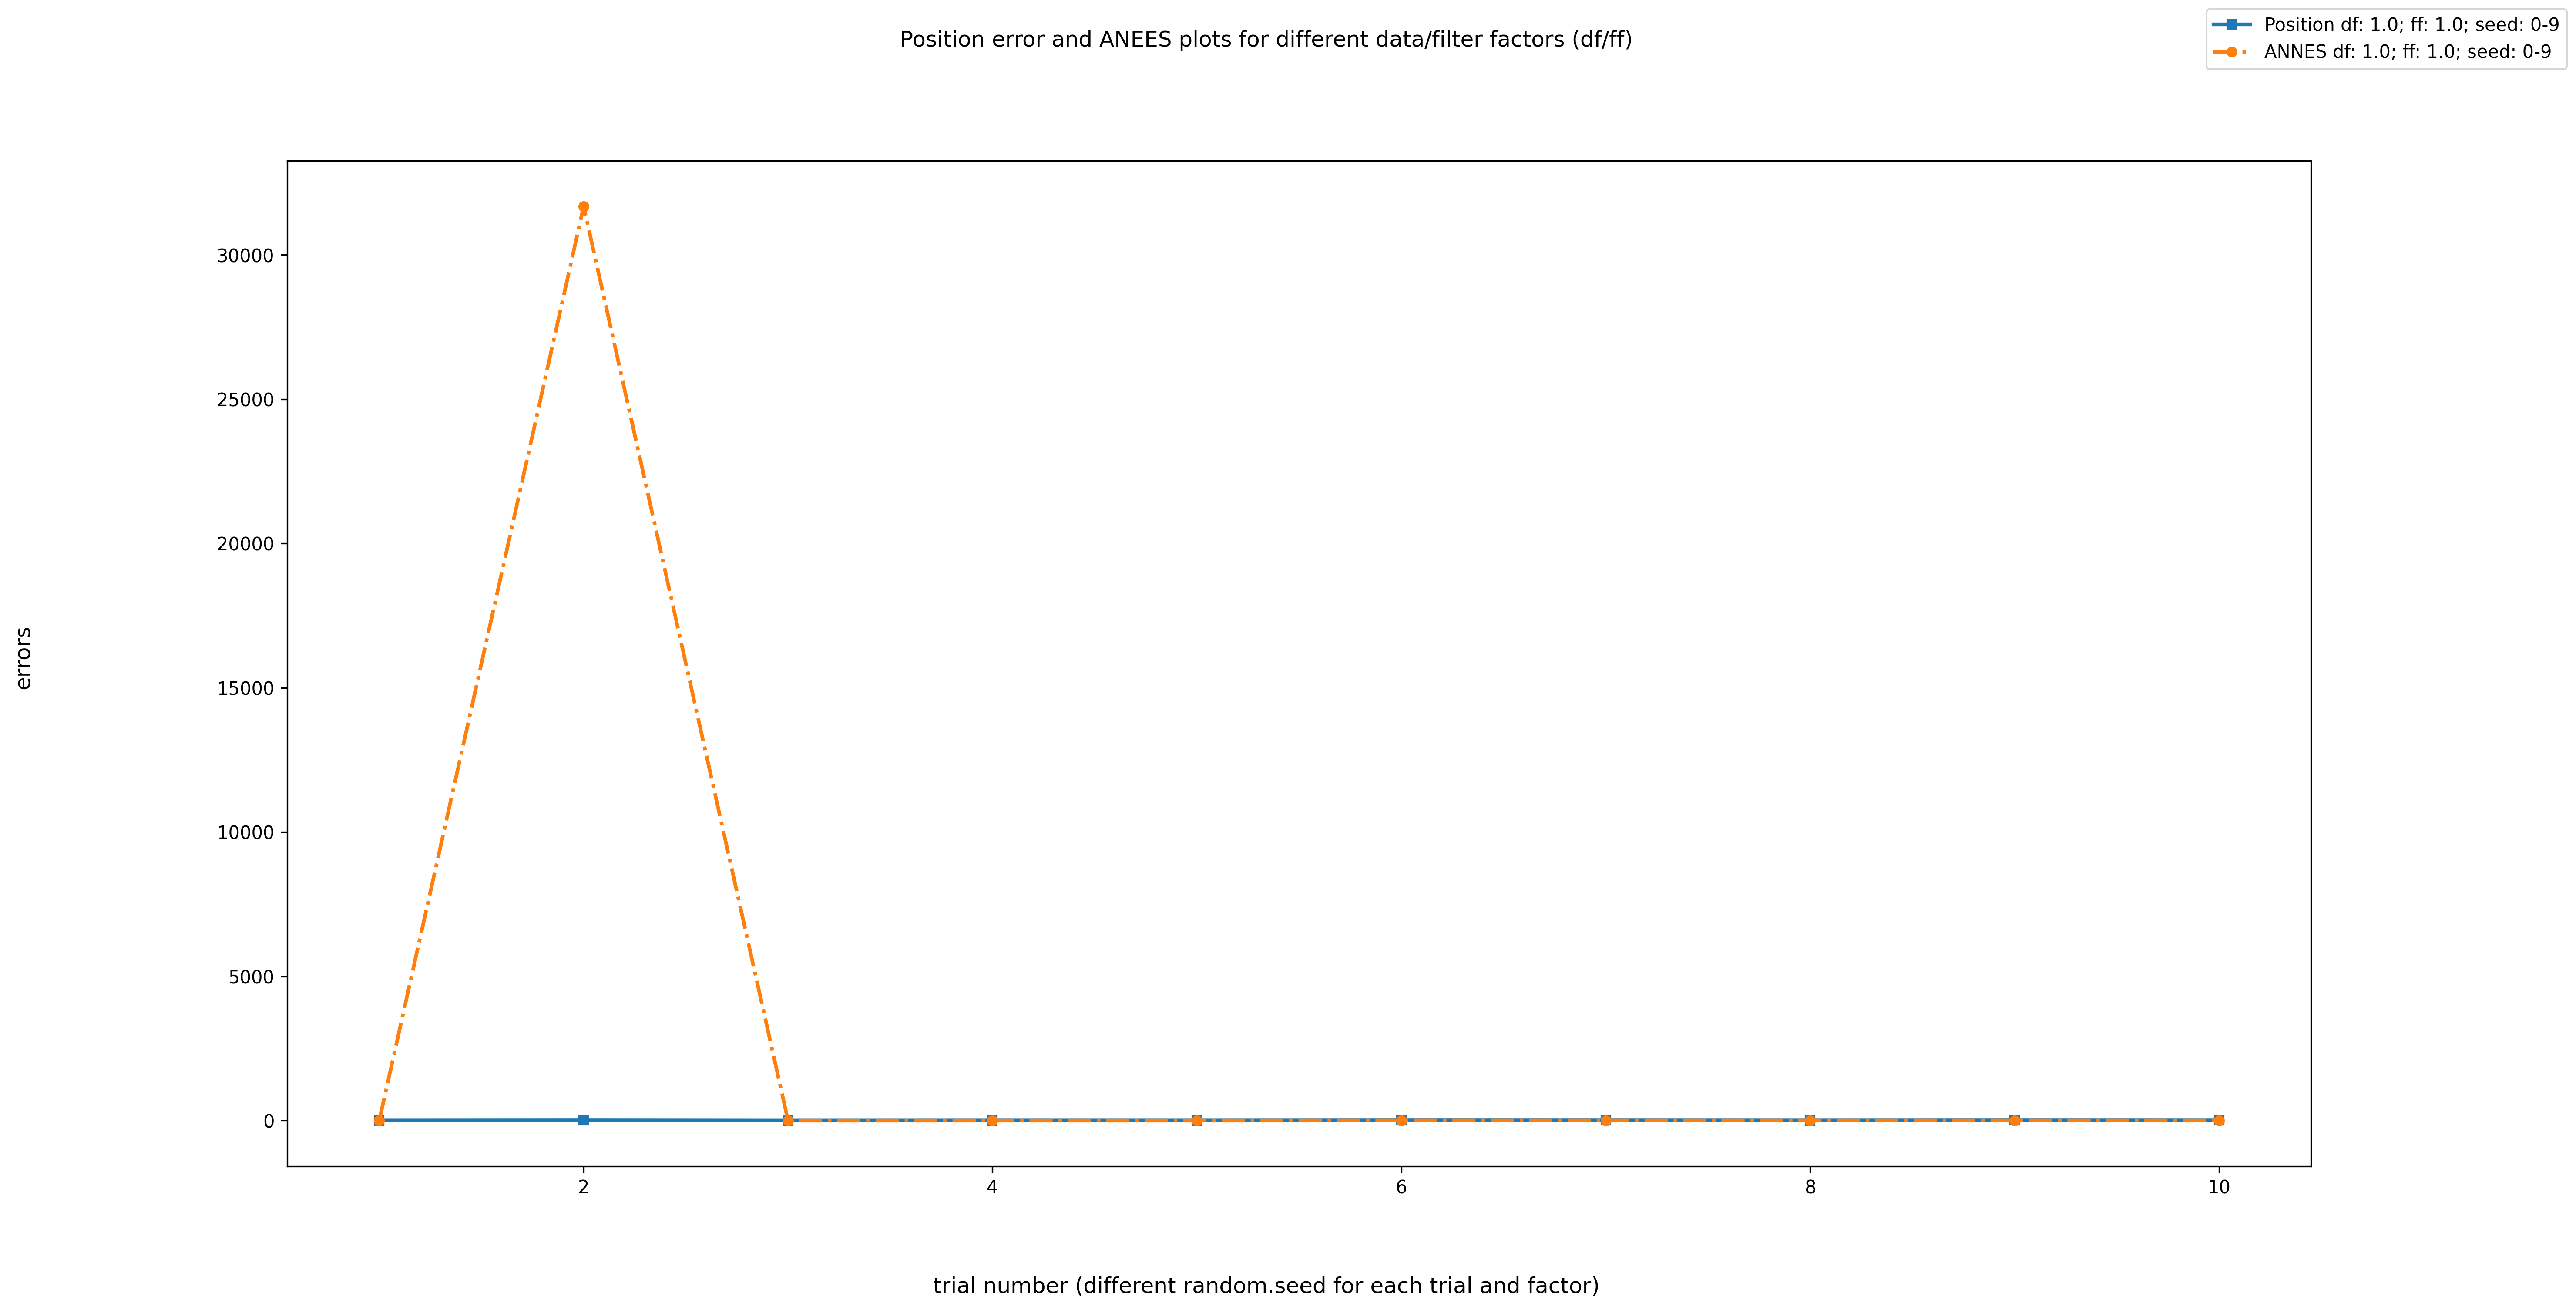 Position error and ANEES plots for different data/filter factors (df/ff)
Position df: 1.0; ff: 1.0; seed: 0-9
ANNES df: 1.0; ff: 1.0; seed: 0-9
30000
25000
20000
15000
10000
5000
0
errors
2 4 6 8 10
trial number (different random.seed for each trial and factor)